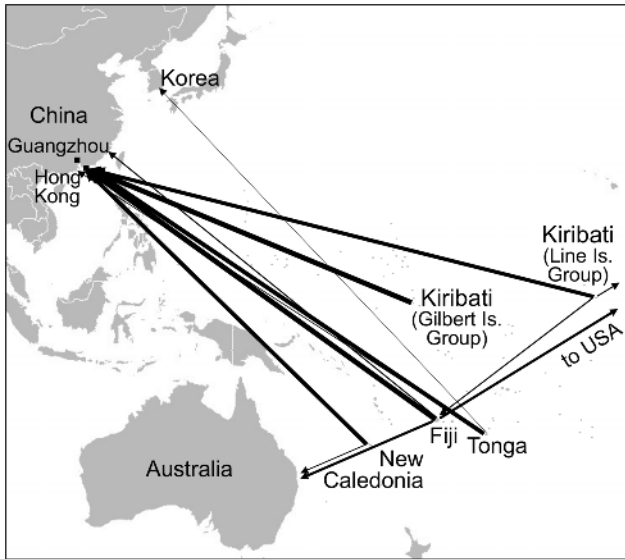 Korea
China
Guangzhou
Hong
Kong
Kiribati
(Line Is.
Group)
Kiribati
(Gilbert Is.
Group)
to USA
Fiji
Tonga
New
Caledonia
Australia